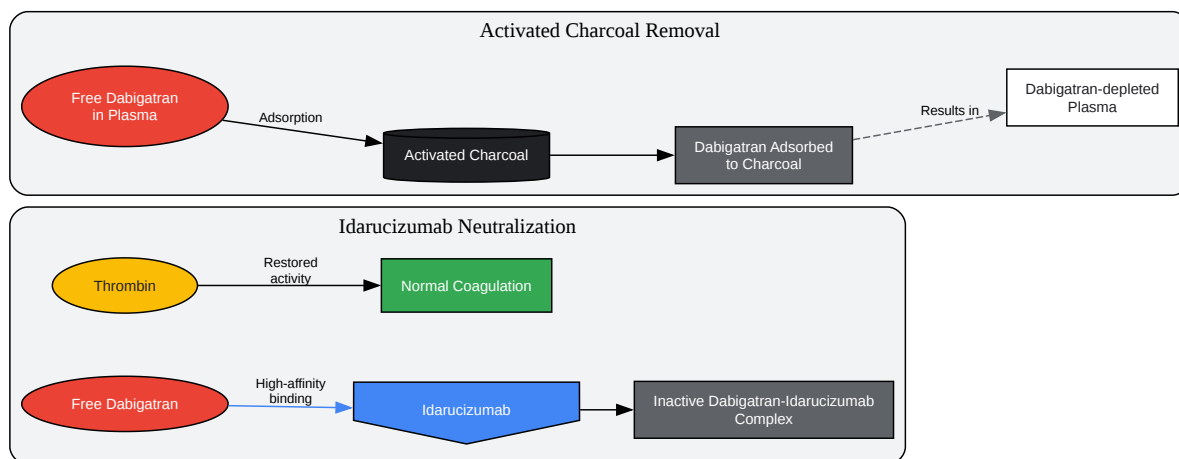 Activated Charcoal Removal
Free Dabigatran
in Plasma
Adsorption
Activated Charcoal
Dabigatran Adsorbed
to Charcoal
Results in
Dabigatran-depleted
Plasma
Idarucizumab Neutralization
Thrombin
Restored
activity
Normal Coagulation
Free Dabigatran
High-affinity
binding
Idarucizumab
Inactive Dabigatran-Idarucizumab
Complex